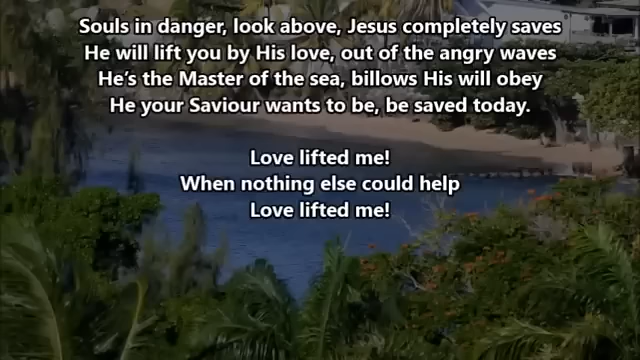 Souls in danger, look above, Jesus completely saves
He will lift you by His love, out of the angry waves
He's the Master of the sea, billows His will obey
He your Saviour wants to be, be saved today.
Love lifted me!
When nothing else could help
Love lifted me!